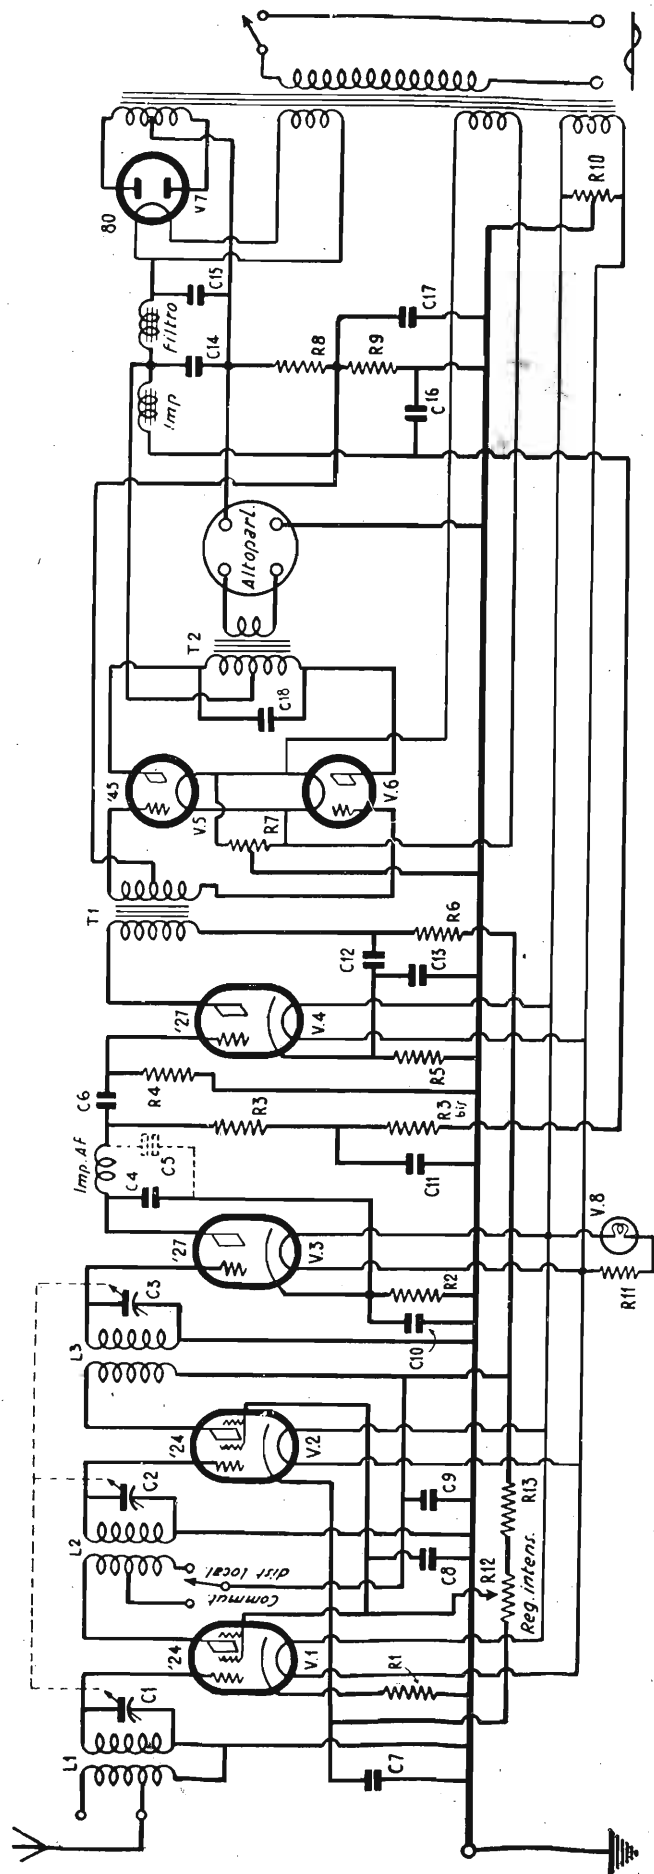 L1
C1
'24
V.1
R1
C7
Commut
dist local
L2
C2
'24
V.2
C8
C9
R12
Reg. intens.
R13
L3
C3
'27
V.3
C10
R2
Imp. AF
C4
C5
C6
R4
R3
R3
bis
C11
R11
V.8
'27
V.4
R5
C12
C13
R6
T1
'45
V.5
R7
V.6
C18
T2
Altoparl.
Imp
Filtro
C14
C15
R8
R9
C16
C17
80
V7
R10